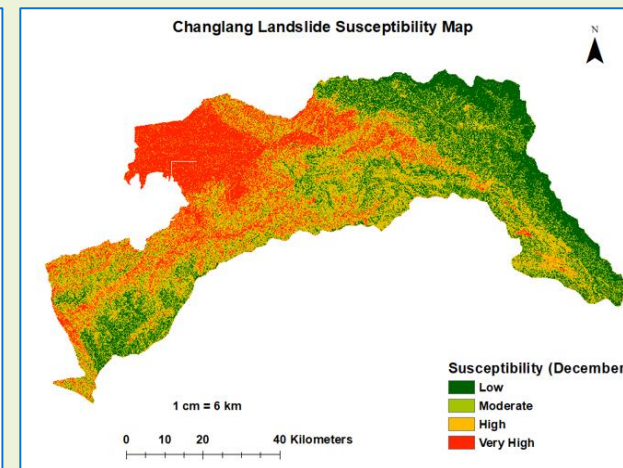 Changlang Landslide Susceptibility Map
N
Susceptibility (December
Low
Moderate
High
Very High
1 cm = 6 km
0 10 20 40 Kilometers